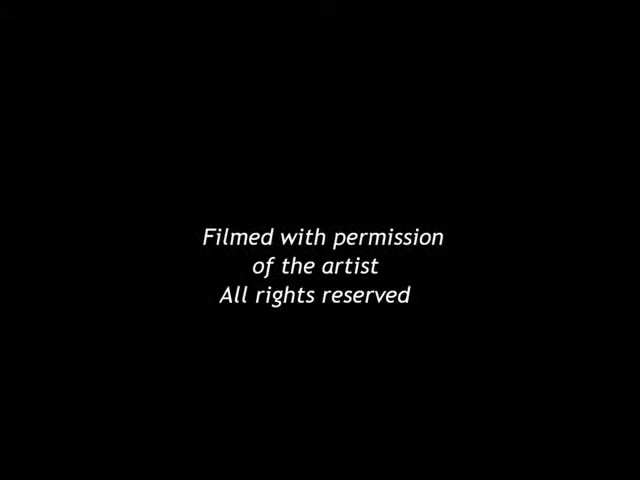 Filmed with permission
of the artist
All rights reserved